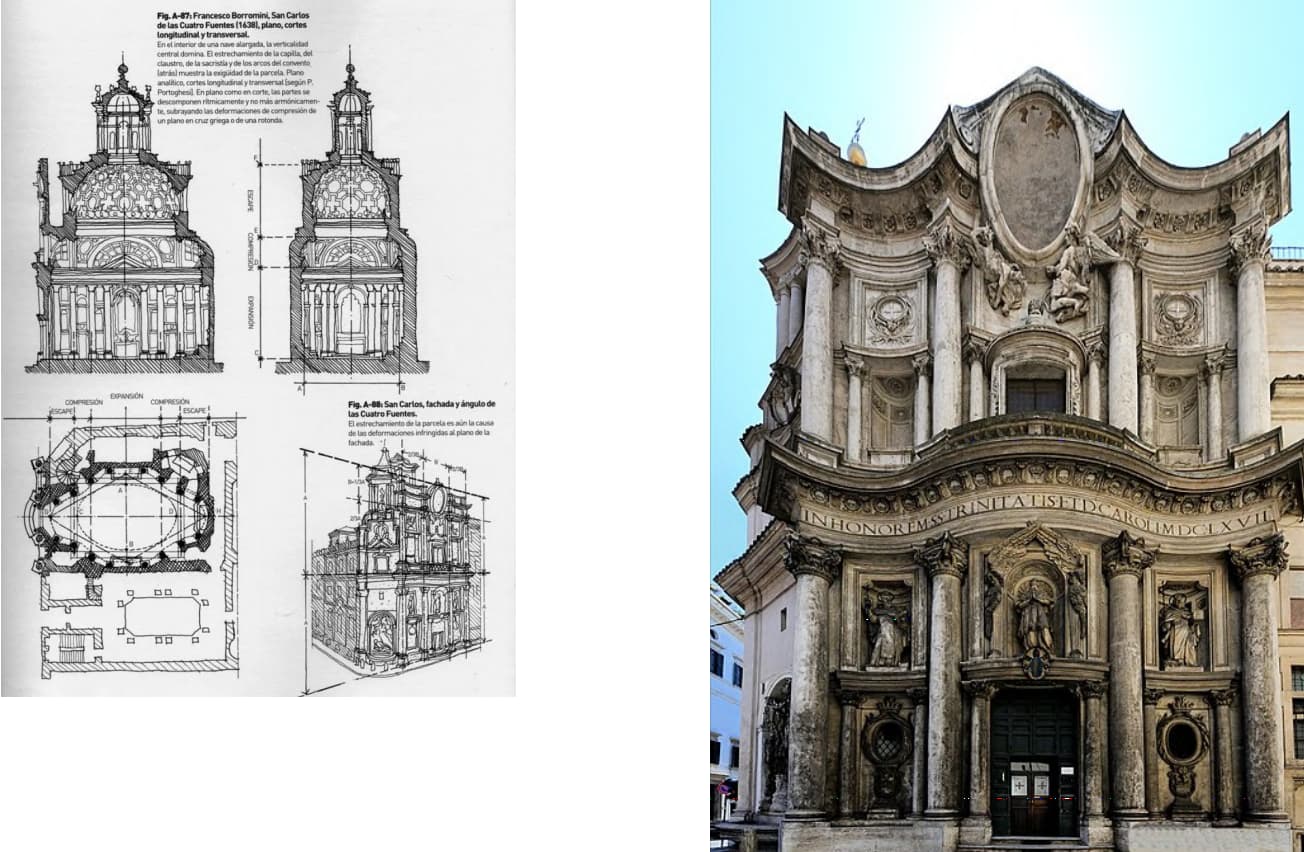 Fig. A-87: Francesco Borromini, San Carlos
de las Cuatro Fuentes (1638), plano, cortes
longitudinal y transversal.
En el interior de una nave alargada, la verticalidad
central domina. El estrechamiento de la capilla, del
claustro, de la sacristía y de los arcos del convento
(atrás) muestra la exigüidad de la parcela. Plano
analítico, cortes longitudinal y transversal (según P.
Portoghesi). En plano como en corte, las partes se
descomponen rítmicamente y no más armónicamen-
te, subrayando las deformaciones de compresión de
un plano en cruz griega o de una rotonda.
F
ESCAPE
E
COMPRESIÓN
D
EXPANSIÓN
A
B
EXPANSIÓN
COMPRESIÓN
COMPRESIÓN
ESCAPE
ESCAPE
A
C
D
H
B
Fig. A-88: San Carlos, fachada y ángulo de
las Cuatro Fuentes.
El estrechamiento de la parcela es aún la causa
de las deformaciones infringidas al plano de la
fachada.
B
A
A
IN HONOREM SS TRINITATIS ET D CAROLI MDCLXVII